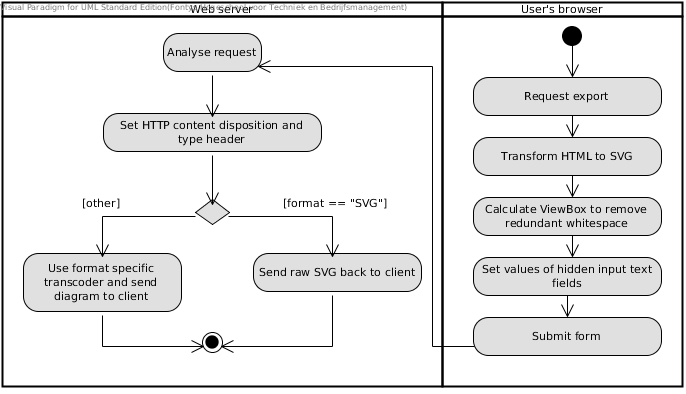 Visual Paradigm for UML Standard Edition(Fontys
voor Techniek en Bedrijfsmanagement)
Web server
User's browser
Analyse request
Set HTTP content disposition and
type header
[other]
[format == "SVG"]
Use format specific
transcoder and send
diagram to client
Send raw SVG back to client
Request export
Transform HTML to SVG
Calculate ViewBox to remove
redundant whitespace
Set values of hidden input text
fields
Submit form